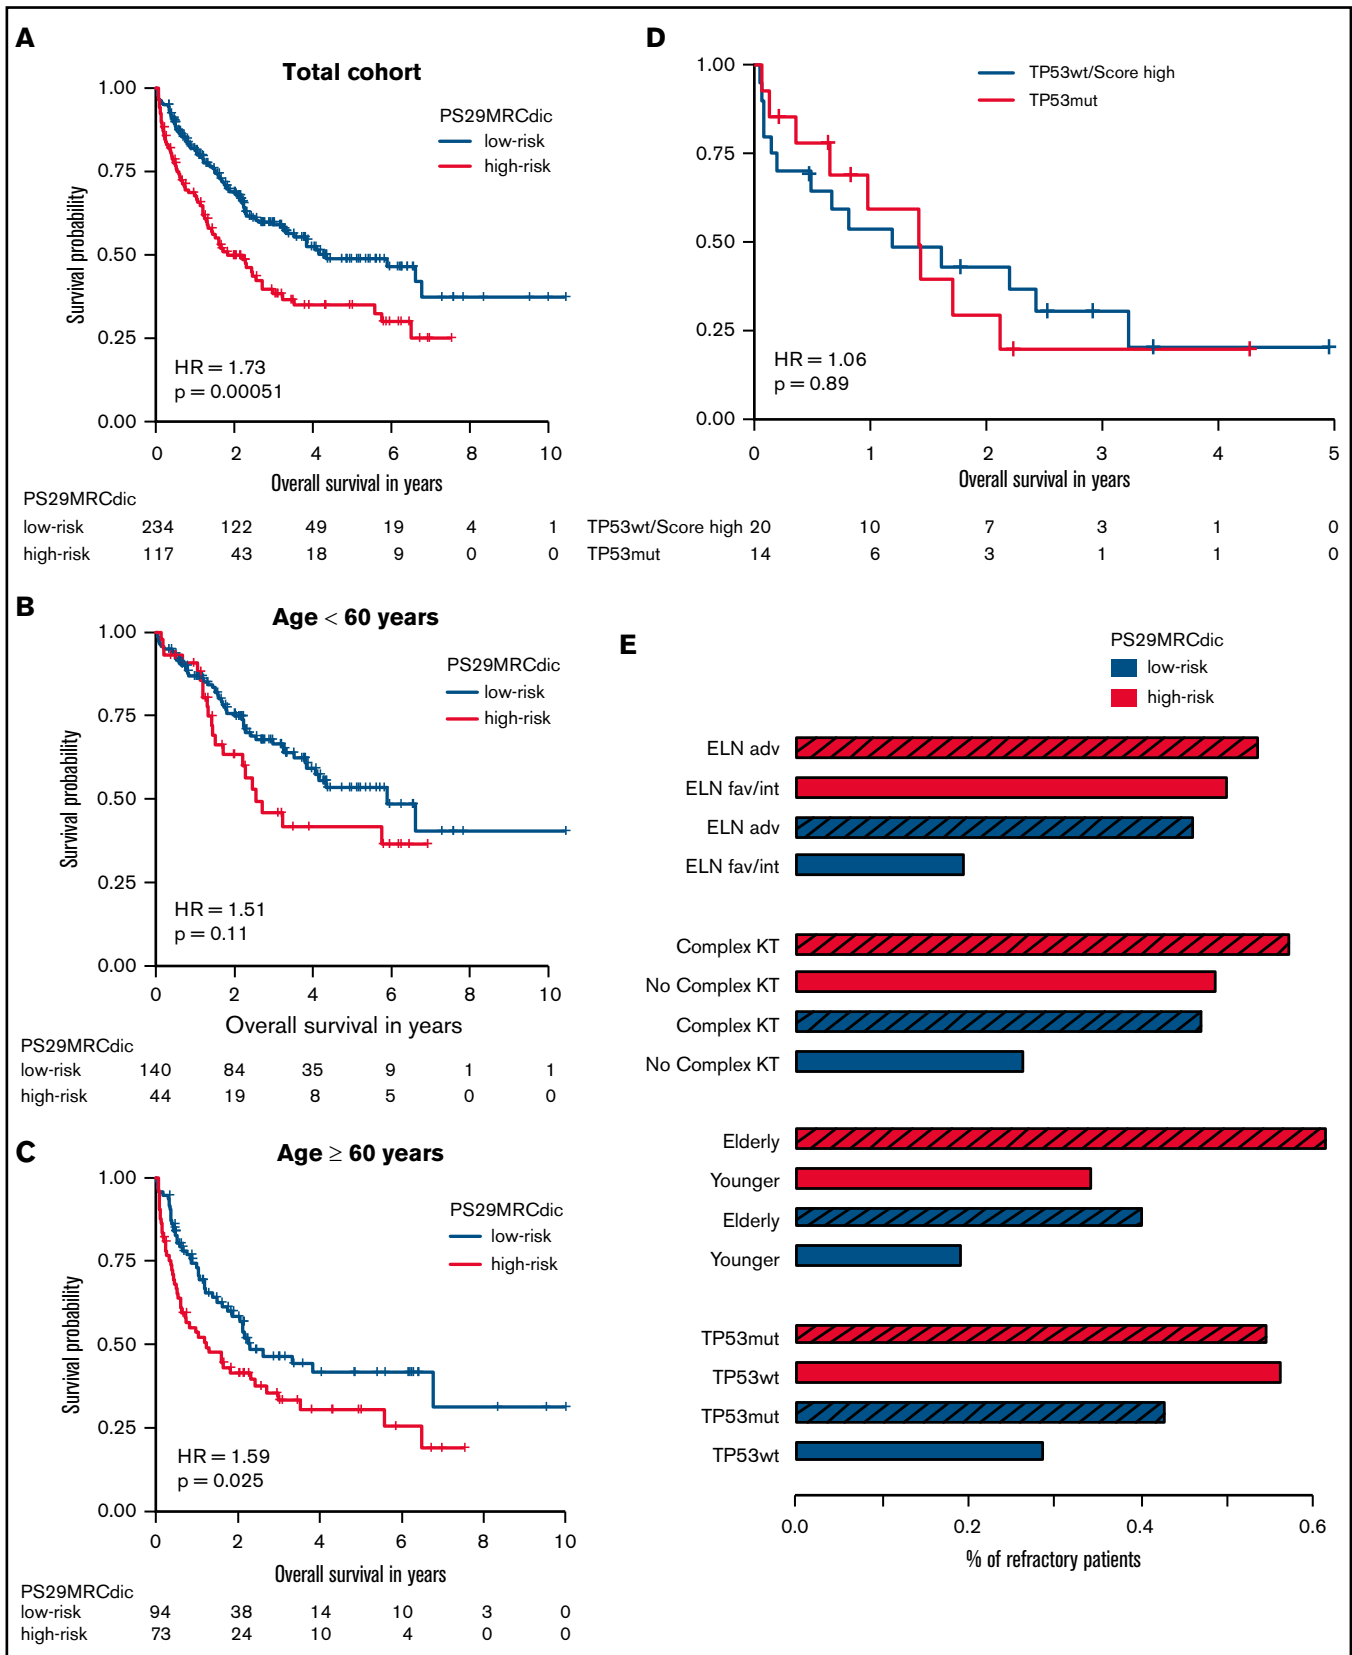 A
Total cohort
PS29MRCdic
low-risk
high-risk
1.00
0.75
0.50
0.25
0.00
Survival probability
HR = 1.73
p = 0.00051
0 2 4 6 8 10
Overall survival in years
PS29MRCdic
low-risk 234 122 49 19 4 1
high-risk 117 43 18 9 0 0
B
Age < 60 years
PS29MRCdic
low-risk
high-risk
1.00
0.75
0.50
0.25
0.00
Survival probability
HR = 1.51
p = 0.11
0 2 4 6 8 10
Overall survival in years
PS29MRCdic
low-risk 140 84 35 9 1 1
high-risk 44 19 8 5 0 0
C
Age ≥ 60 years
PS29MRCdic
low-risk
high-risk
1.00
0.75
0.50
0.25
0.00
Survival probability
HR = 1.59
p = 0.025
0 2 4 6 8 10
Overall survival in years
PS29MRCdic
low-risk 94 38 14 10 3 0
high-risk 73 24 10 4 0 0
D
TP53wt/Score high
TP53mut
1.00
0.75
0.50
0.25
0.00
HR = 1.06
p = 0.89
0 1 2 3 4 5
Overall survival in years
TP53wt/Score high 20 10 7 3 1 0
TP53mut 14 6 3 1 1 0
E
PS29MRCdic
low-risk
high-risk
ELN adv
ELN fav/int
ELN adv
ELN fav/int
Complex KT
No Complex KT
Complex KT
No Complex KT
Elderly
Younger
Elderly
Younger
TP53mut
TP53wt
TP53mut
TP53wt
0.0 0.2 0.4 0.6
% of refractory patients